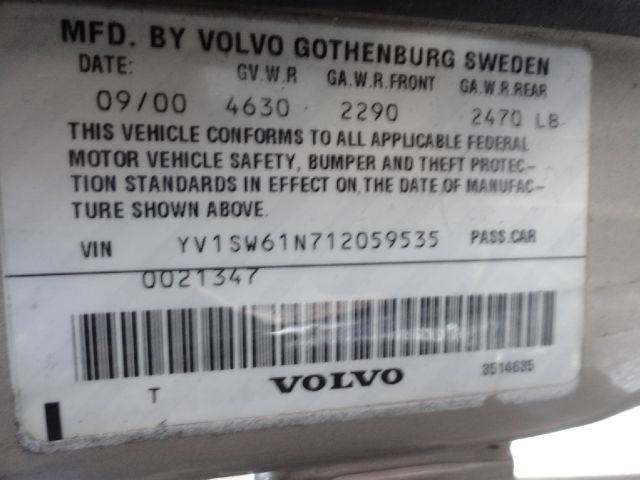 MFD. BY VOLVO GOTHENBURG SWEDEN
DATE: GV.W.R GA.W.R.FRONT GA.W.R.REAR
09/00 4630 2290 2470 LB
THIS VEHICLE CONFORMS TO ALL APPLICABLE FEDERAL
MOTOR VEHICLE SAFETY, BUMPER AND THEFT PROTEC-
TION STANDARDS IN EFFECT ON THE DATE OF MANUFAC-
TURE SHOWN ABOVE.
VIN YV1SW61N712059535 PASS.CAR
0021347
T VOLVO 3514635